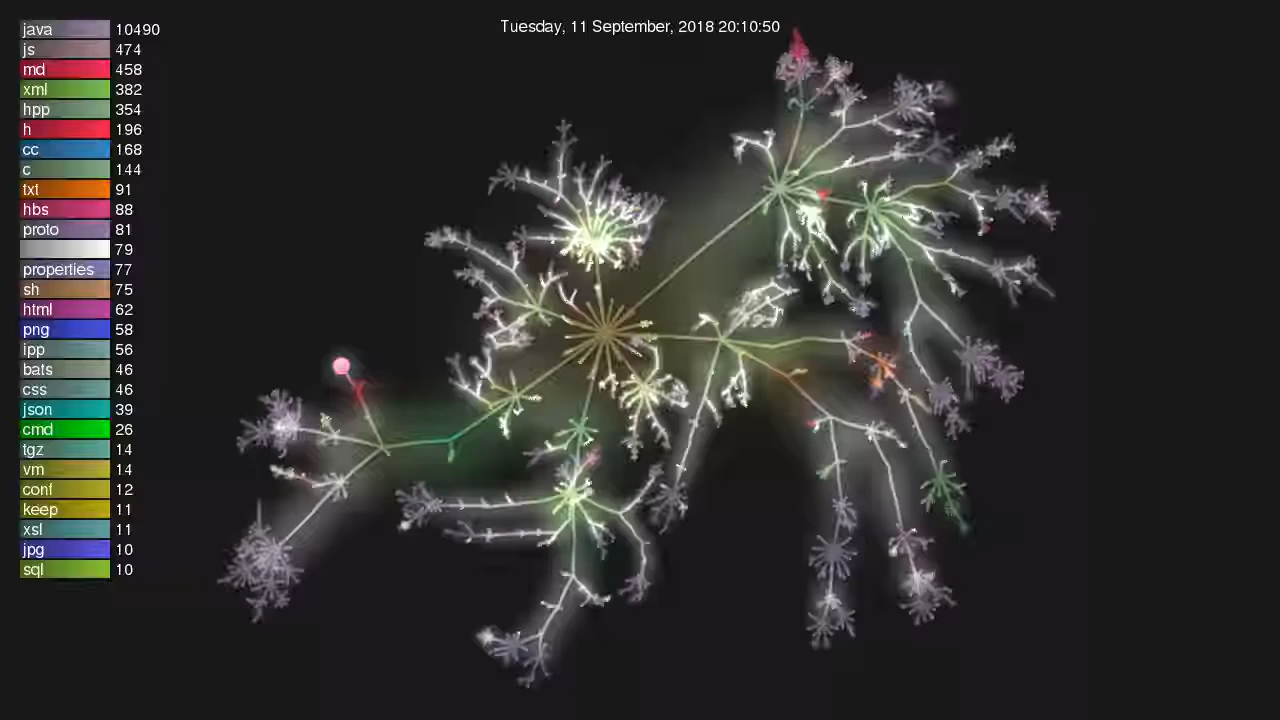 Tuesday, 11 September, 2018 20:10:50
java 10490
js 474
md 458
xml 382
hpp 354
h 196
cc 168
c 144
txt 91
hbs 88
proto 81
79
properties 77
sh 75
html 62
png 58
ipp 56
bats 46
css 46
json 39
cmd 26
tgz 14
vm 14
conf 12
keep 11
xsl 11
jpg 10
sql 10